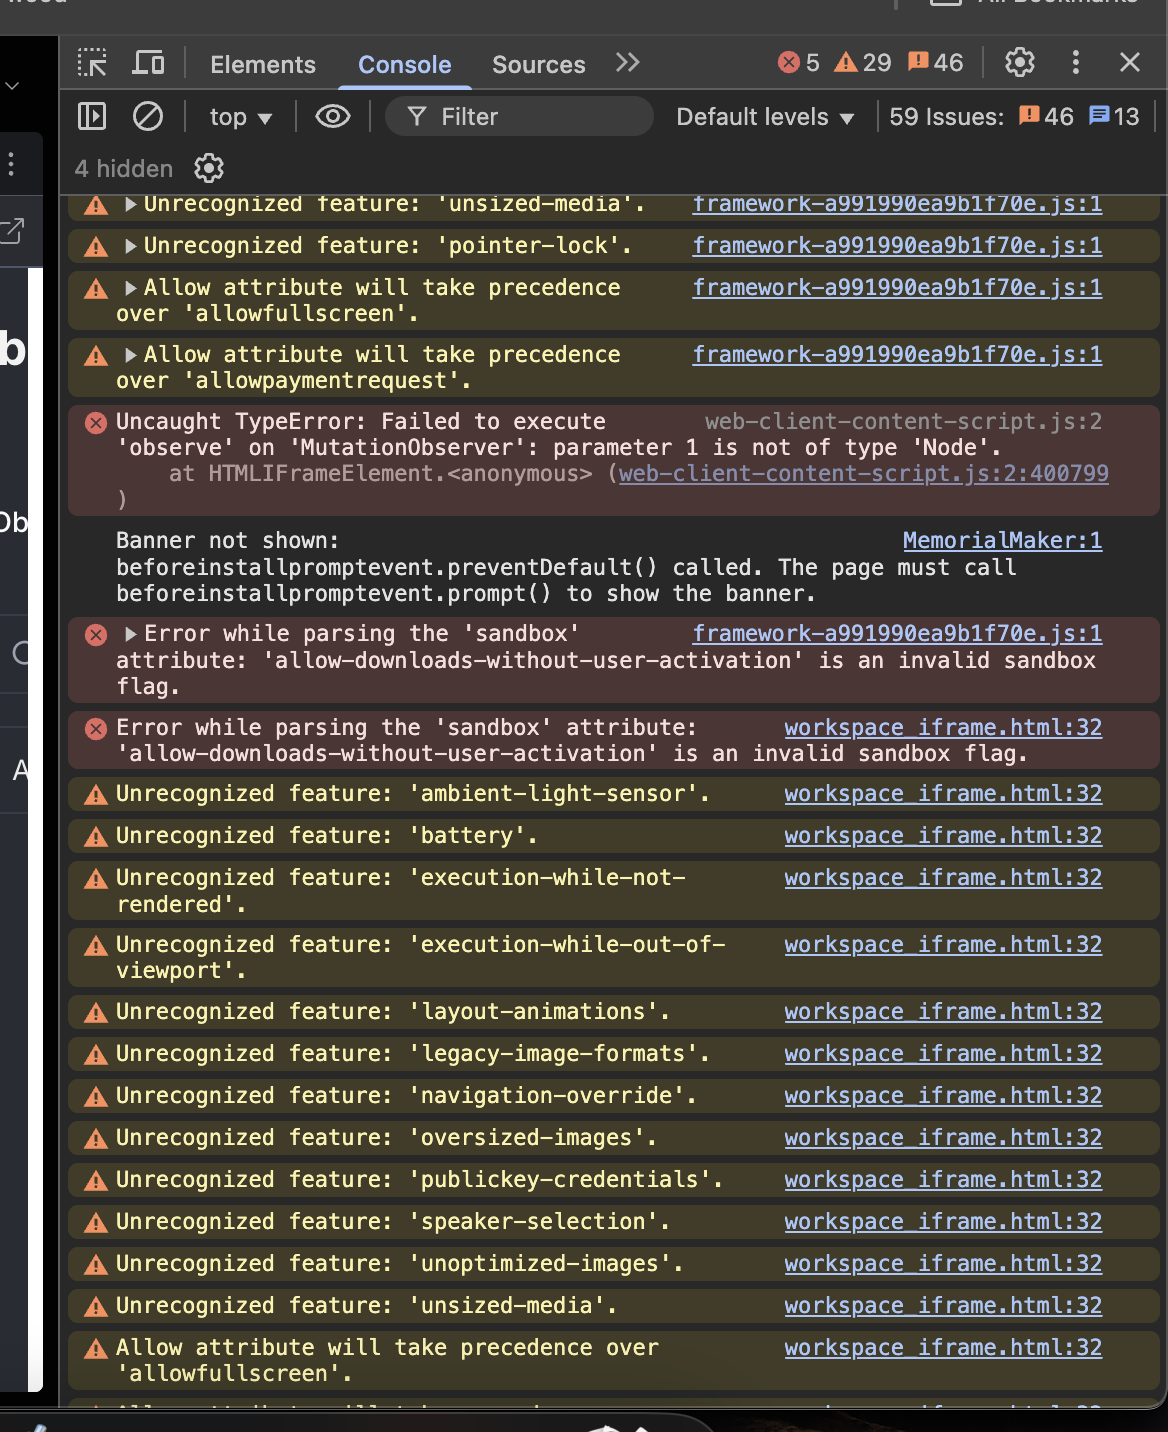 Elements Console Sources 5 29 46
top Filter Default levels 59 Issues: 46 13
4 hidden
Unrecognized feature: 'unsized-media'. framework-a991990ea9b1f70e.js:1
Unrecognized feature: 'pointer-lock'. framework-a991990ea9b1f70e.js:1
Allow attribute will take precedence framework-a991990ea9b1f70e.js:1
over 'allowfullscreen'.
Allow attribute will take precedence framework-a991990ea9b1f70e.js:1
over 'allowpaymentrequest'.
Uncaught TypeError: Failed to execute web-client-content-script.js:2
'observe' on 'MutationObserver': parameter 1 is not of type 'Node'.
at HTMLIFrameElement.<anonymous> (web-client-content-script.js:2:400799
)
Banner not shown: MemorialMaker:1
beforeinstallpromptevent.preventDefault() called. The page must call
beforeinstallpromptevent.prompt() to show the banner.
Error while parsing the 'sandbox' framework-a991990ea9b1f70e.js:1
attribute: 'allow-downloads-without-user-activation' is an invalid sandbox
flag.
Error while parsing the 'sandbox' attribute: workspace_iframe.html:32
'allow-downloads-without-user-activation' is an invalid sandbox flag.
Unrecognized feature: 'ambient-light-sensor'. workspace_iframe.html:32
Unrecognized feature: 'battery'. workspace_iframe.html:32
Unrecognized feature: 'execution-while-not- workspace_iframe.html:32
rendered'.
Unrecognized feature: 'execution-while-out-of- workspace_iframe.html:32
viewport'.
Unrecognized feature: 'layout-animations'. workspace_iframe.html:32
Unrecognized feature: 'legacy-image-formats'. workspace_iframe.html:32
Unrecognized feature: 'navigation-override'. workspace_iframe.html:32
Unrecognized feature: 'oversized-images'. workspace_iframe.html:32
Unrecognized feature: 'publickey-credentials'. workspace_iframe.html:32
Unrecognized feature: 'speaker-selection'. workspace_iframe.html:32
Unrecognized feature: 'unoptimized-images'. workspace_iframe.html:32
Unrecognized feature: 'unsized-media'. workspace_iframe.html:32
Allow attribute will take precedence over workspace_iframe.html:32
'allowfullscreen'.